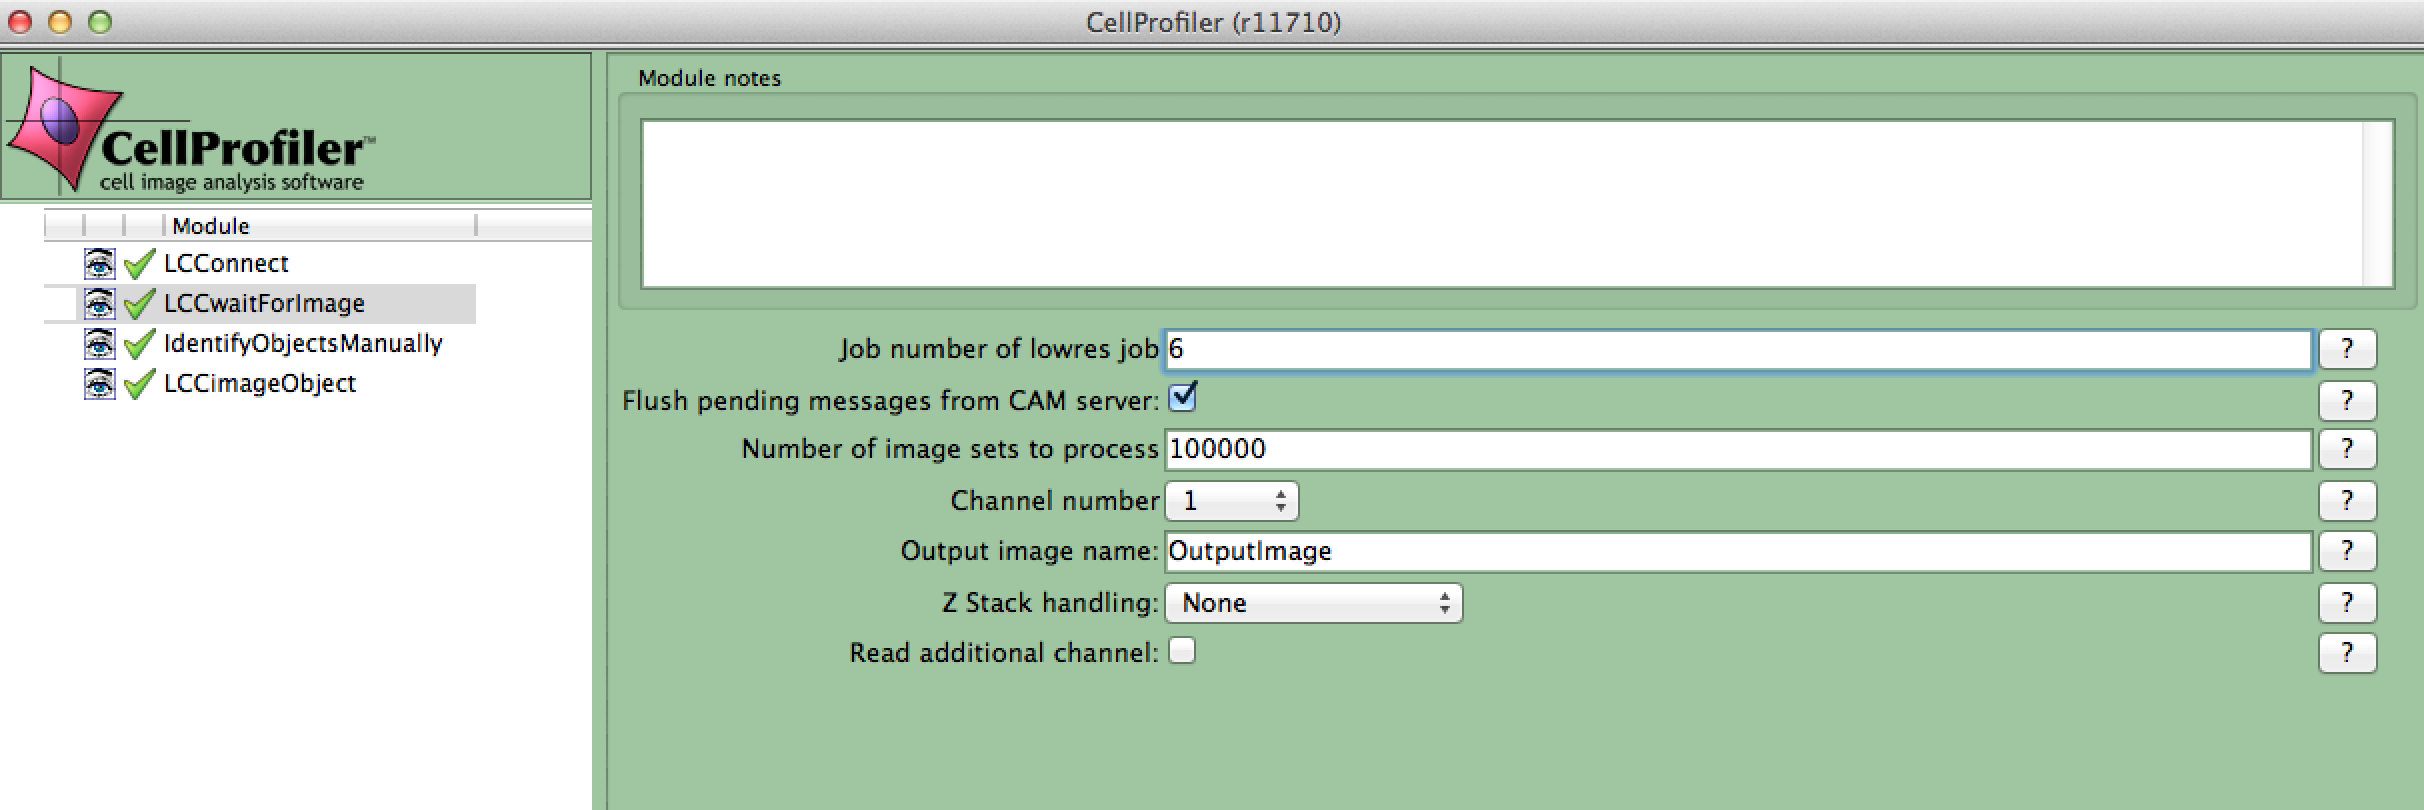 CellProfiler (r11710)
CellProfiler™
cell image analysis software
Module
LCConnect
LCCwaitForImage
IdentifyObjectsManually
LCCimageObject
Module notes
Job number of lowres job 6 ?
Flush pending messages from CAM server: ?
Number of image sets to process 100000 ?
Channel number 1 ?
Output image name: OutputImage ?
Z Stack handling: None ?
Read additional channel: ?